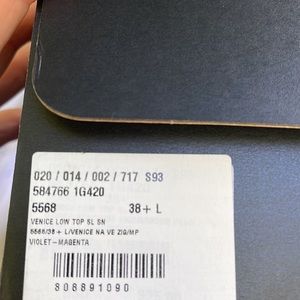 020 / 014 / 002 / 717 S93
584766 1G420
5568 38+ L
VENICE LOW TOP SL SN
5568/38 + L/VENICE NA VE ZIG/MP
VIOLET-MAGENTA
808891090